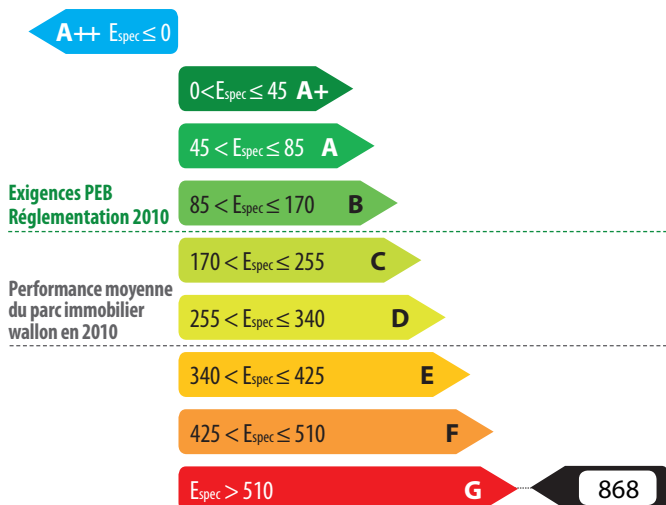 A++ Espec ≤ 0
0<Espec ≤ 45 A+
45 < Espec ≤ 85 A
Exigences PEB
Réglementation 2010
85 < Espec ≤ 170 B
170 < Espec ≤ 255 C
Performance moyenne
du parc immobilier
wallon en 2010
255 < Espec ≤ 340 D
340 < Espec ≤ 425 E
425 < Espec ≤ 510 F
Espec > 510 G
868